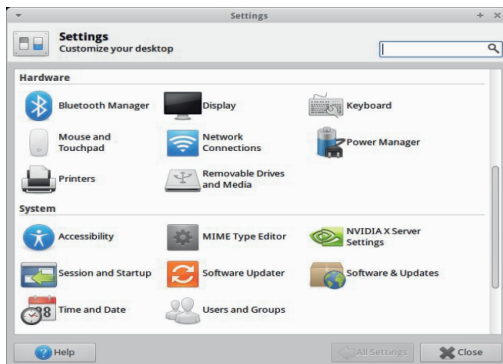 Settings
Settings
Customize your desktop
Hardware
Bluetooth Manager
Display
Keyboard
Mouse and
Touchpad
Network
Connections
Power Manager
Printers
Removable Drives
and Media
System
Accessibility
MIME Type Editor
NVIDIA X Server
Settings
Session and Startup
Software Updater
Software & Updates
Time and Date
Users and Groups
Help
All Settings
Close